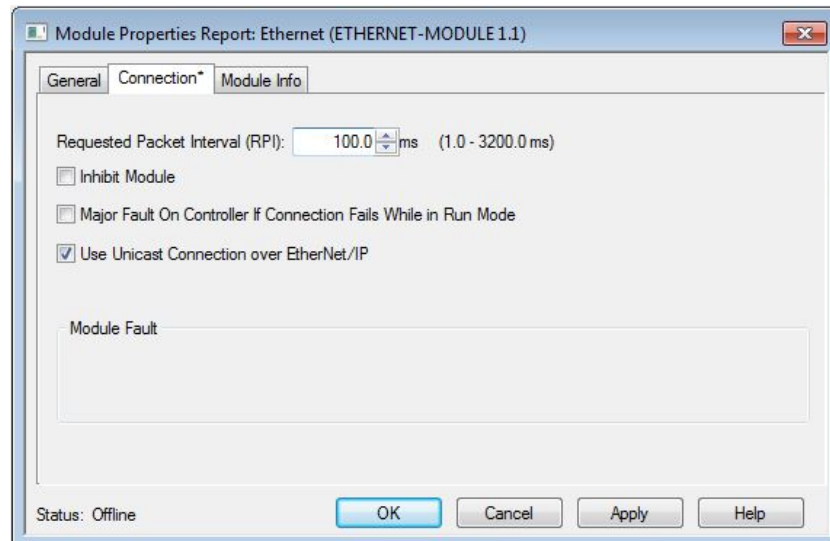 Module Properties Report: Ethernet (ETHERNET-MODULE 1.1)
General Connection* Module Info
Requested Packet Interval (RPI): 100.0 ms (1.0 - 3200.0 ms)
Inhibit Module
Major Fault On Controller If Connection Fails While in Run Mode
Use Unicast Connection over EtherNet/IP
Module Fault
Status: Offline OK Cancel Apply Help